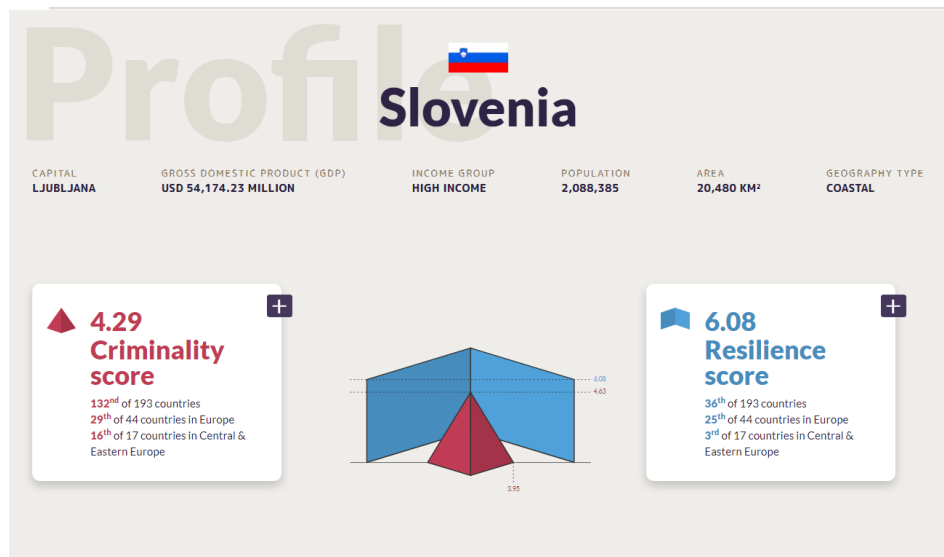 Profile
Slovenia
CAPITAL
LJUBLJANA
GROSS DOMESTIC PRODUCT (GDP)
USD 54,174.23 MILLION
INCOME GROUP
HIGH INCOME
POPULATION
2,088,385
AREA
20,480 KM²
GEOGRAPHY TYPE
COASTAL
4.29
Criminality
score
132nd of 193 countries
29th of 44 countries in Europe
16th of 17 countries in Central &
Eastern Europe
6.08
4.63
3.95
6.08
Resilience
score
36th of 193 countries
25th of 44 countries in Europe
3rd of 17 countries in Central &
Eastern Europe